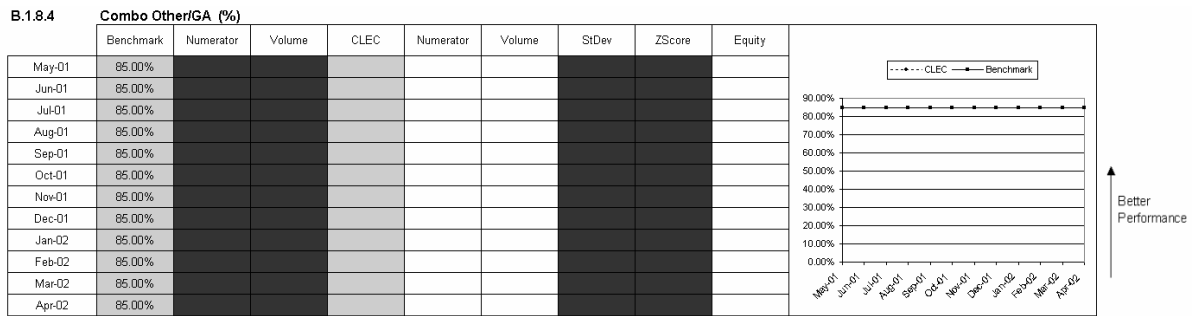 B.1.8.4 Combo Other/GA (%)
Benchmark Numerator Volume CLEC Numerator Volume StDev ZScore Equity
May-01 85.00%
Jun-01 85.00%
Jul-01 85.00%
Aug-01 85.00%
Sep-01 85.00%
Oct-01 85.00%
Nov-01 85.00%
Dec-01 85.00%
Jan-02 85.00%
Feb-02 85.00%
Mar-02 85.00%
Apr-02 85.00%
CLEC Benchmark
90.00%
80.00%
70.00%
60.00%
50.00%
40.00%
30.00%
20.00%
10.00%
0.00%
May-01 Jun-01 Jul-01 Aug-01 Sep-01 Oct-01 Nov-01 Dec-01 Jan-02 Feb-02 Mar-02 Apr-02
Better
Performance